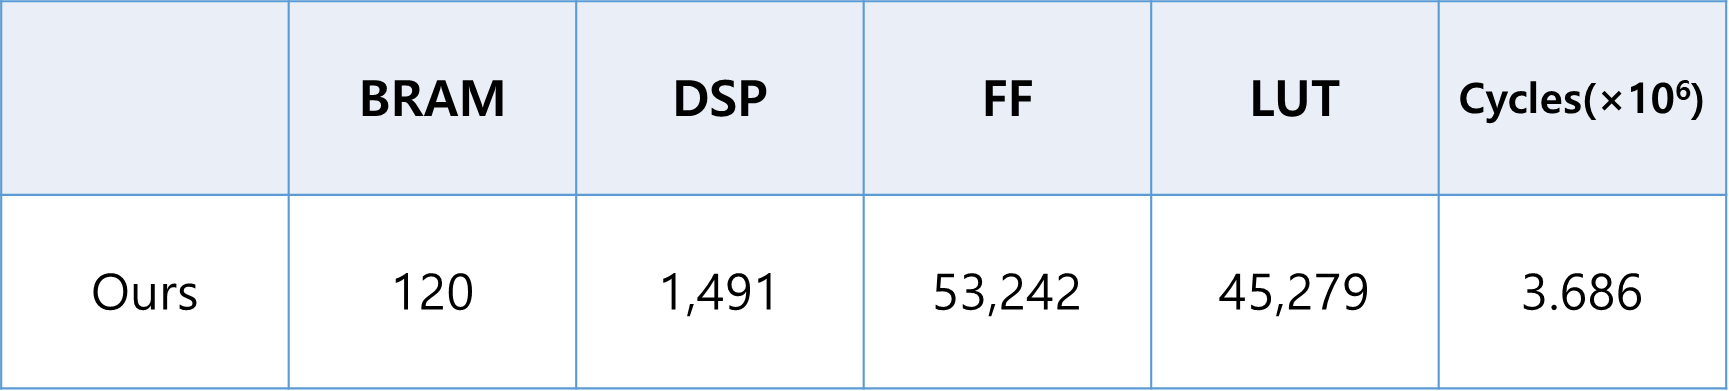 BRAM DSP FF LUT Cycles(×10⁶)
Ours 120 1,491 53,242 45,279 3.686